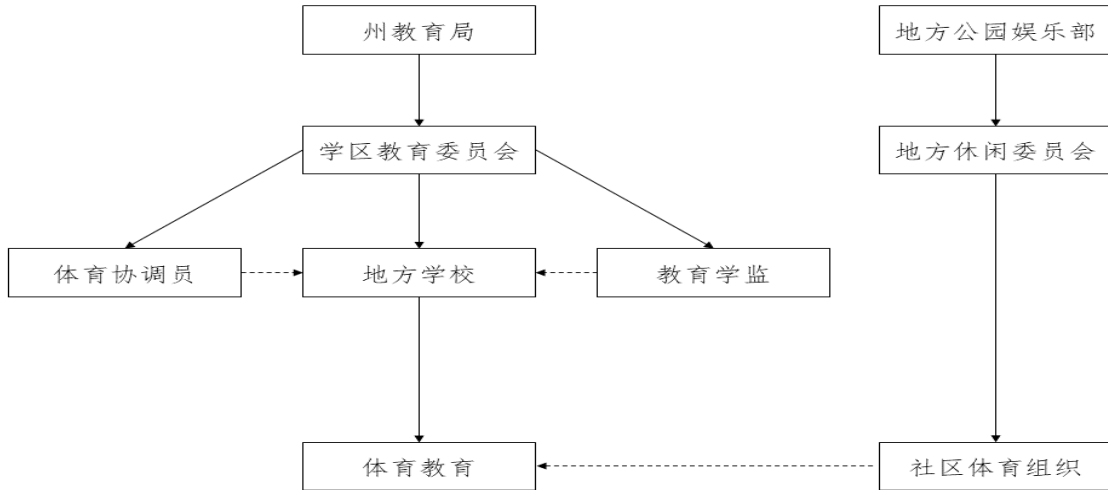 州教育局
地方公园娱乐部
学区教育委员会
地方休闲委员会
体育协调员
地方学校
教育学监
体育教育
社区体育组织